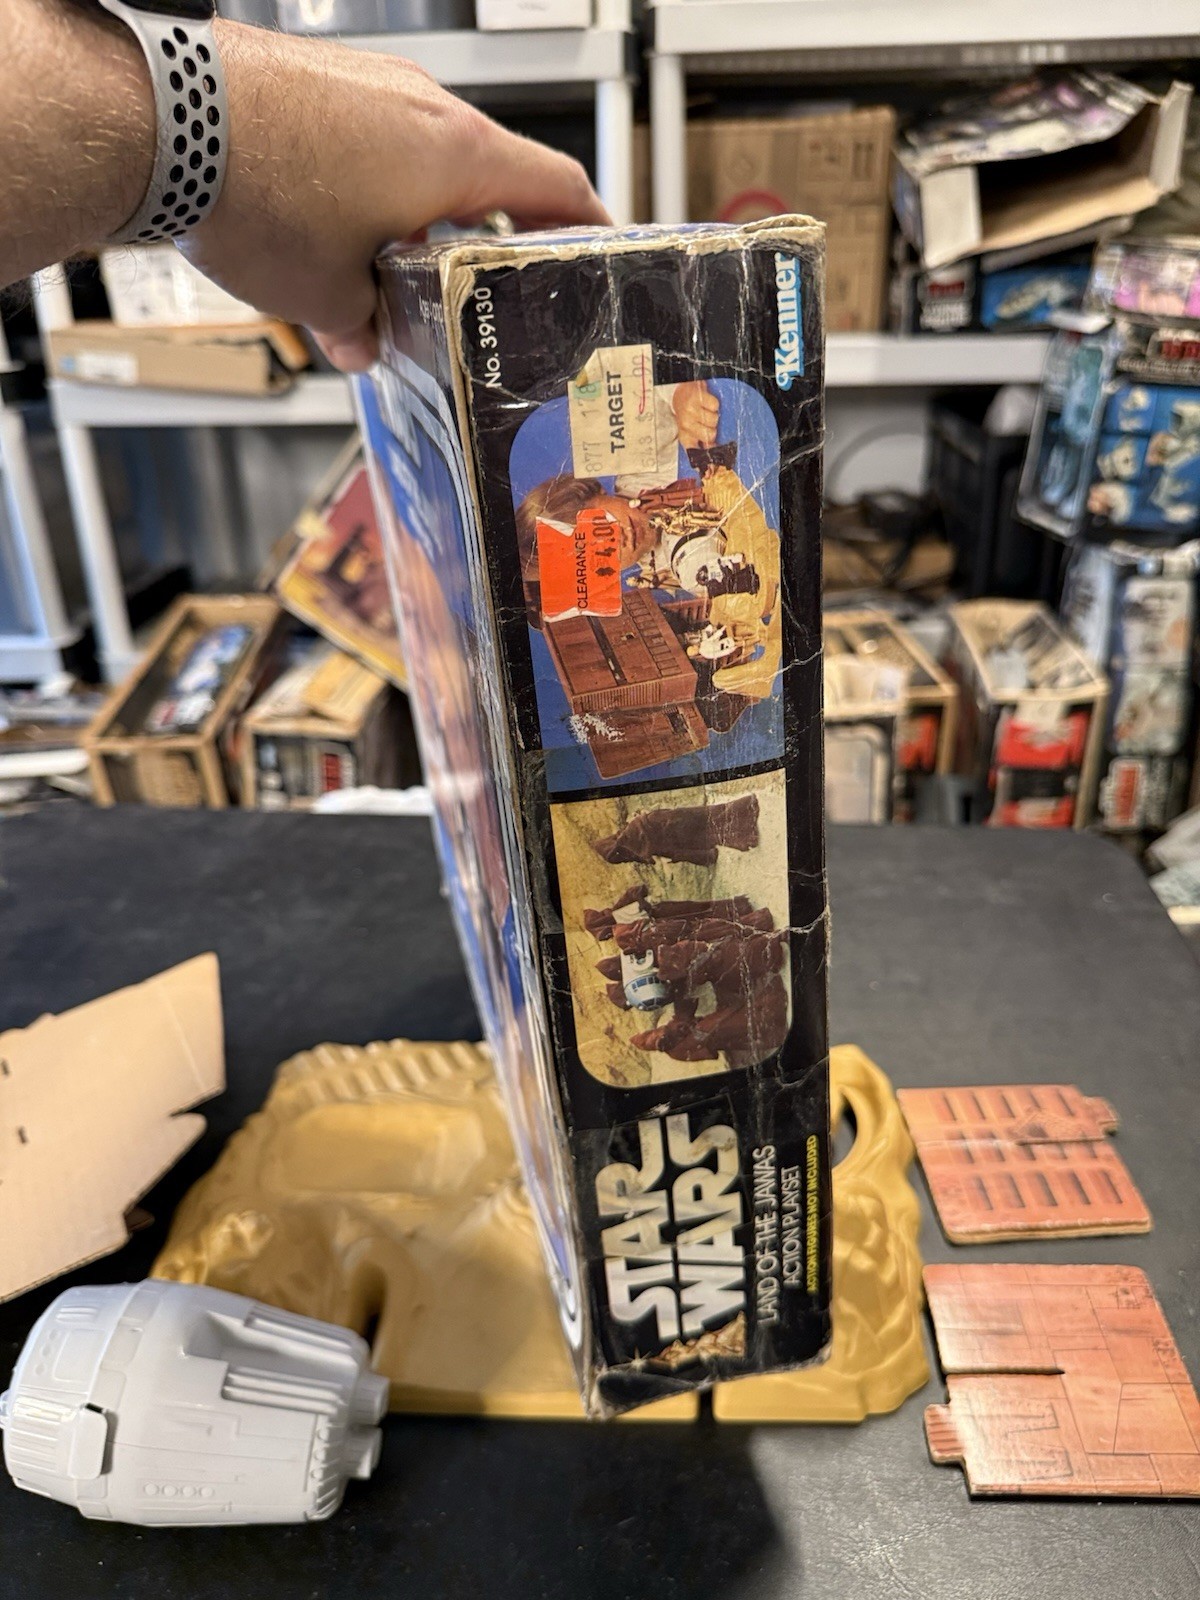 No. 39130
Kenner
TARGET
CLEARANCE
$ 4.00
STAR
WARS
LAND OF THE JAWAS
ACTION PLAYSET
ACTION FIGURES NOT INCLUDED